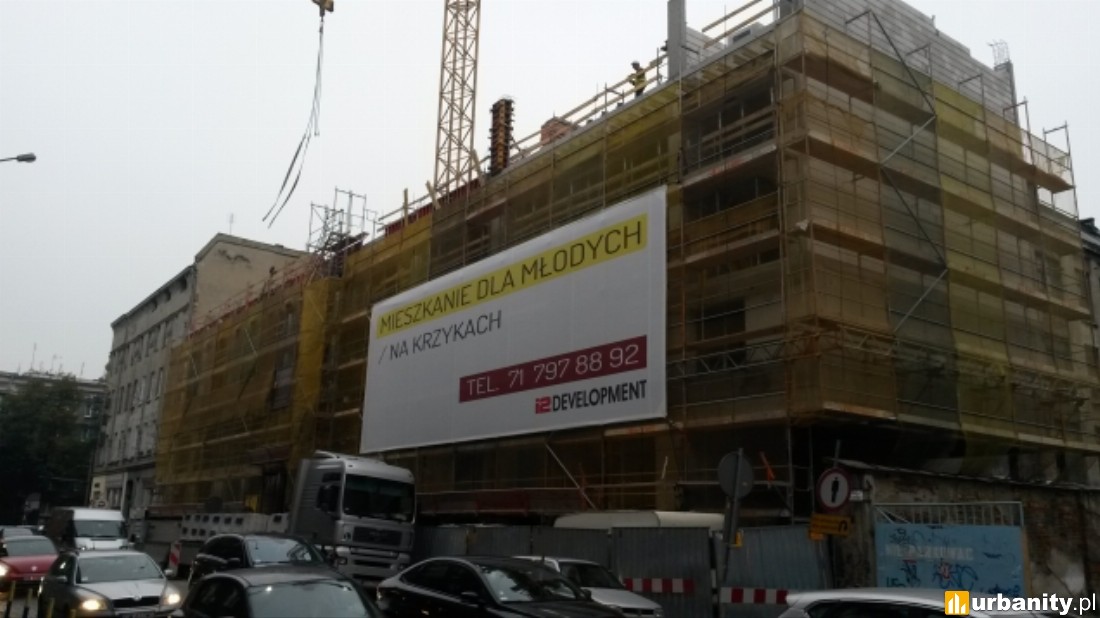 MIESZKANIE DLA MŁODYCH
/ NA KRZYKACH
TEL. 71 797 88 92
i2 DEVELOPMENT
urbanity.pl